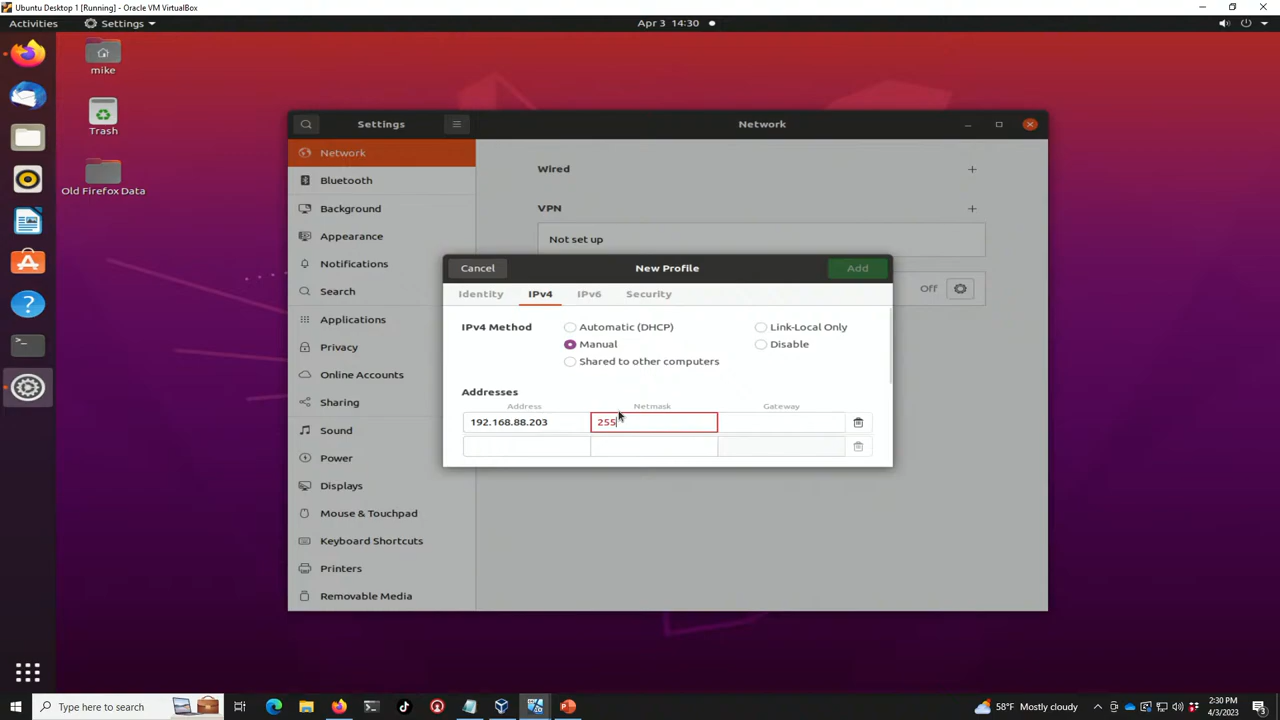 Ubuntu Desktop 1 [Running] - Oracle VM VirtualBox
Activities
Settings
Apr 3 14:30
mike
Trash
Old Firefox Data
Settings
Network
Network
Bluetooth
Background
Appearance
Notifications
Search
Applications
Privacy
Online Accounts
Sharing
Sound
Power
Displays
Mouse & Touchpad
Keyboard Shortcuts
Printers
Removable Media
Wired
VPN
Not set up
Off
Cancel
New Profile
Add
Identity
IPv4
IPv6
Security
IPv4 Method
Automatic (DHCP)
Link-Local Only
Manual
Disable
Shared to other computers
Addresses
Address
Netmask
Gateway
192.168.88.203
255
Type here to search
58°F Mostly cloudy
2:30 PM
4/3/2023